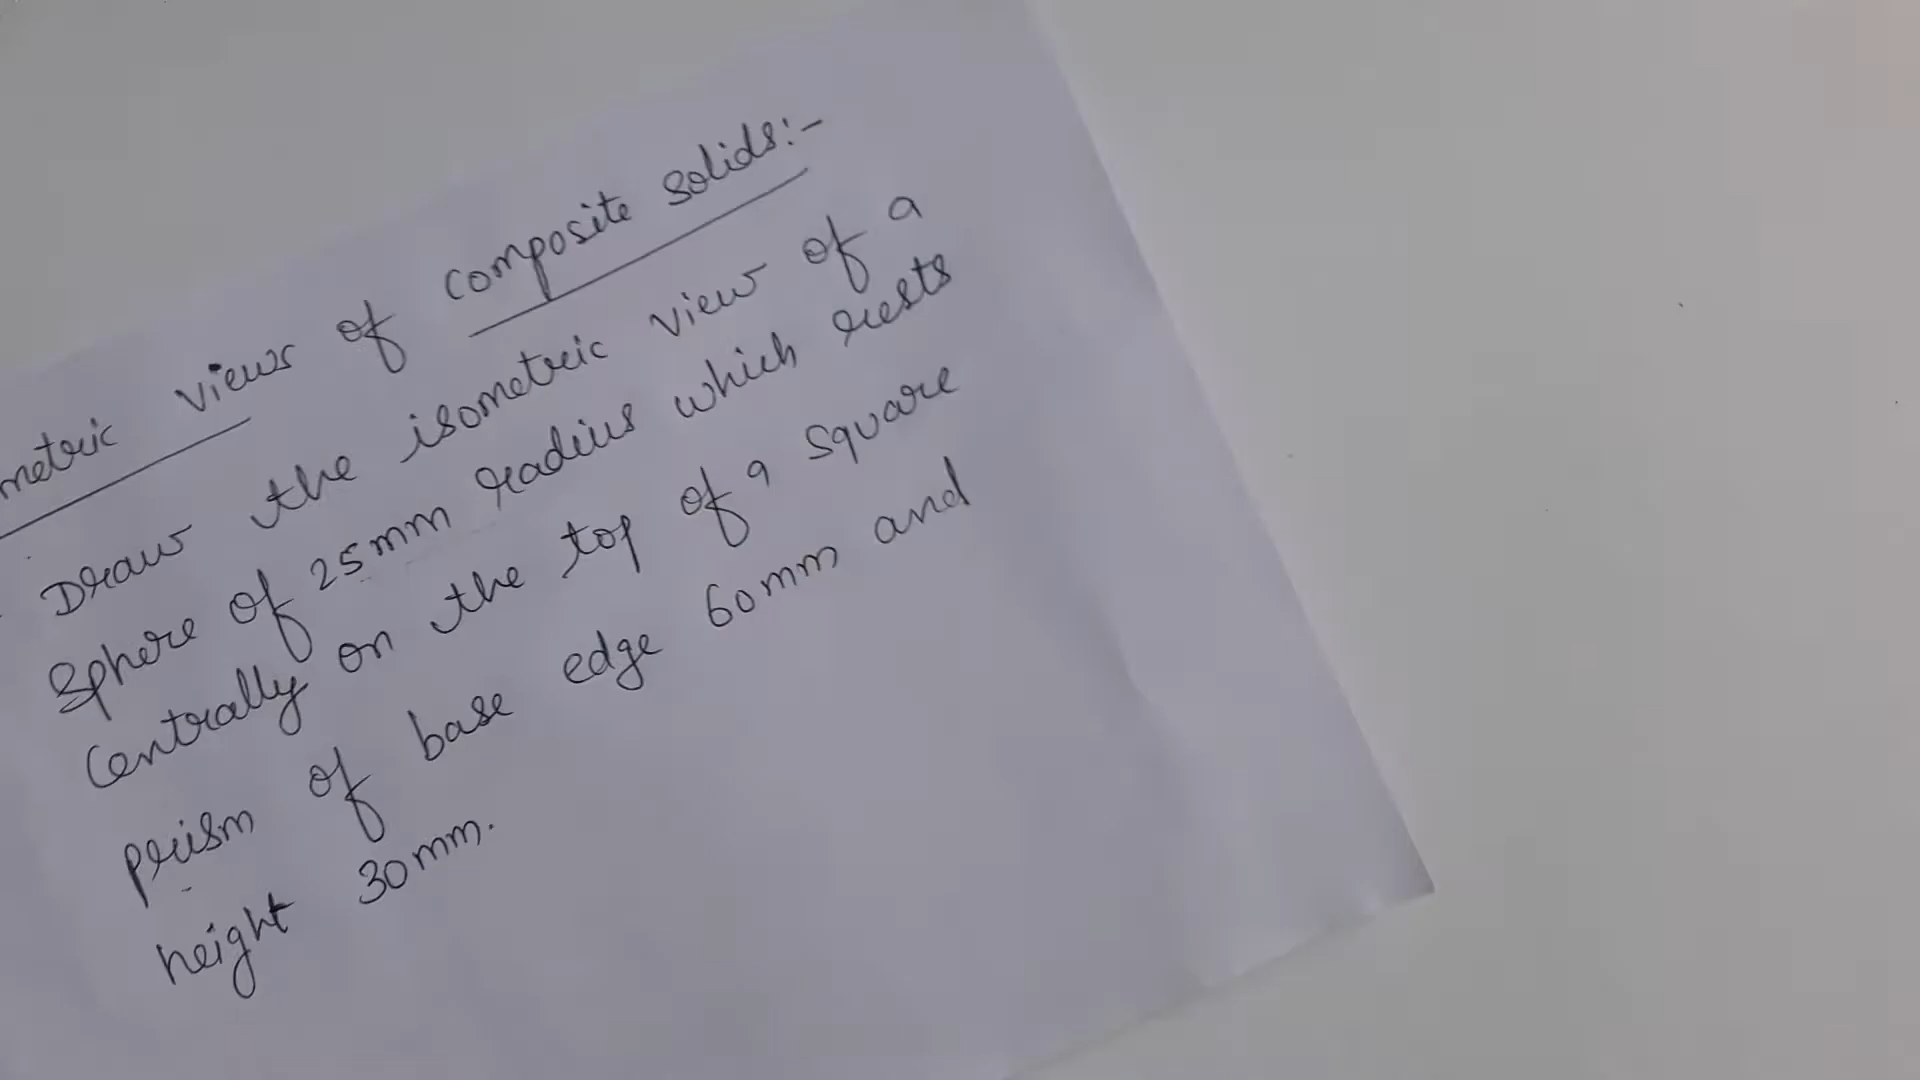 metric views of composite solids:-
Draw the isometric view of a
sphere of 25mm radius which rests
centrally on the top of a square
prism of base edge 60mm and
height 30mm.